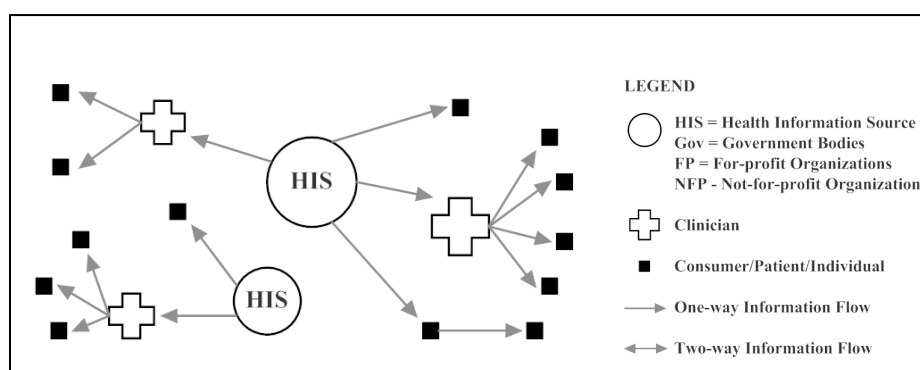 HIS
HIS
LEGEND
HIS = Health Information Source
Gov = Government Bodies
FP = For-profit Organizations
NFP - Not-for-profit Organization
Clinician
Consumer/Patient/Individual
One-way Information Flow
Two-way Information Flow